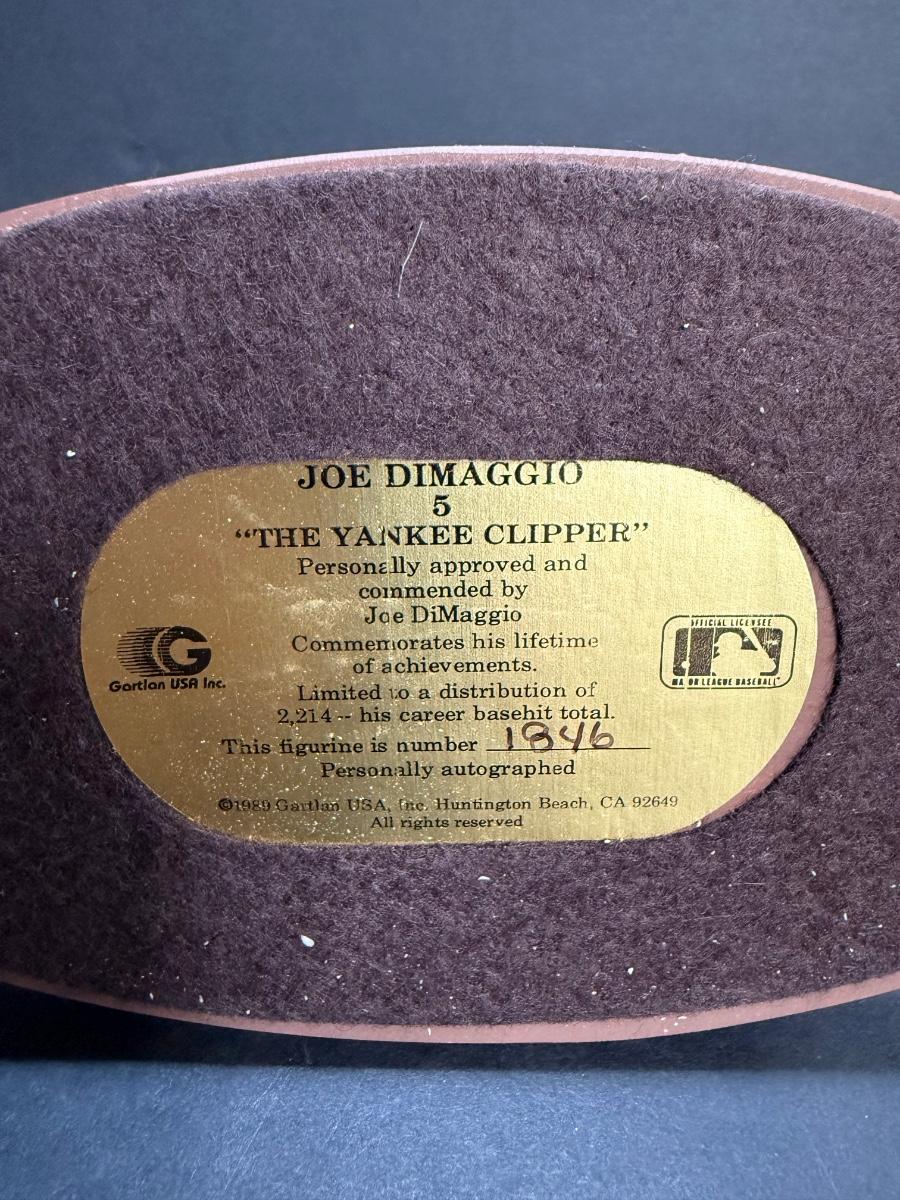 JOE DIMAGGIO
5
“THE YANKEE CLIPPER”
Personally approved and
commended by
Joe DiMaggio
Commemorates his lifetime
of achievements.
Limited to a distribution of
2,214 -- his career basehit total.
This figurine is number 1846
Personally autographed
©1989 Gartlan USA, Inc. Huntington Beach, CA 92649
All rights reserved
G
Gartlan USA Inc.
OFFICIAL LICENSEE
MAJOR LEAGUE BASEBALL